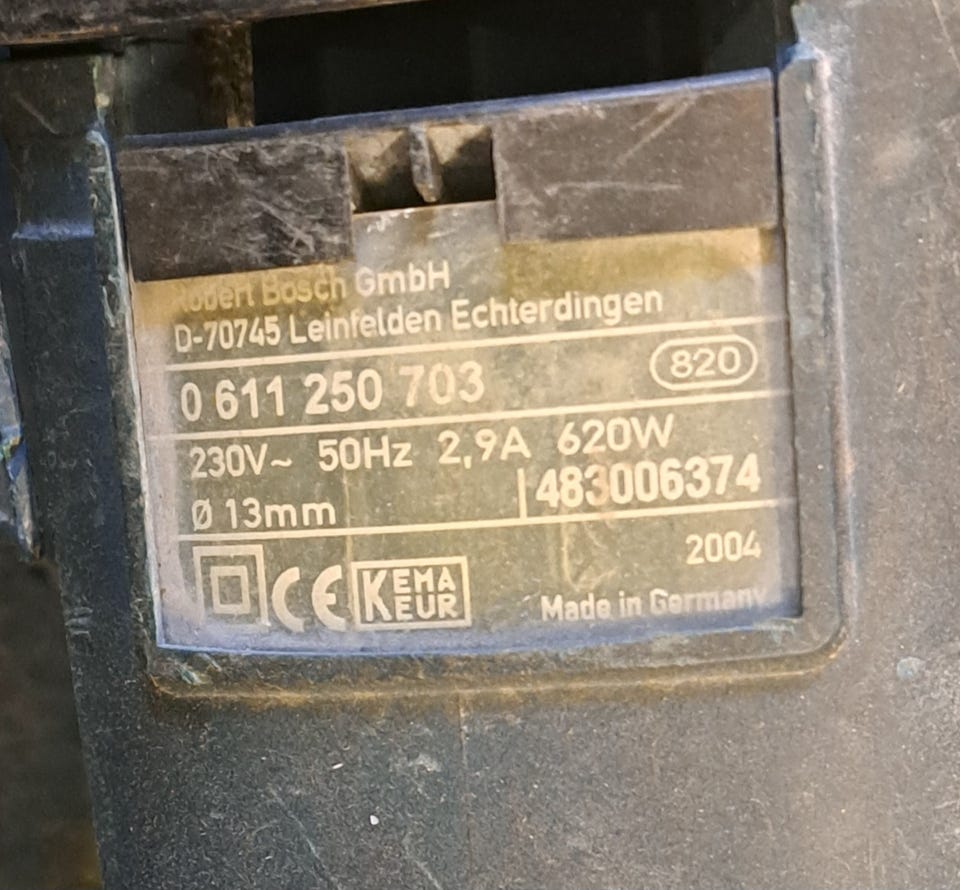 Robert Bosch GmbH
D-70745 Leinfelden Echterdingen
0 611 250 703 820
230V~ 50Hz 2,9A 620W
Ø 13mm 483006374
2004
CE KEMA KEUR
Made in Germany